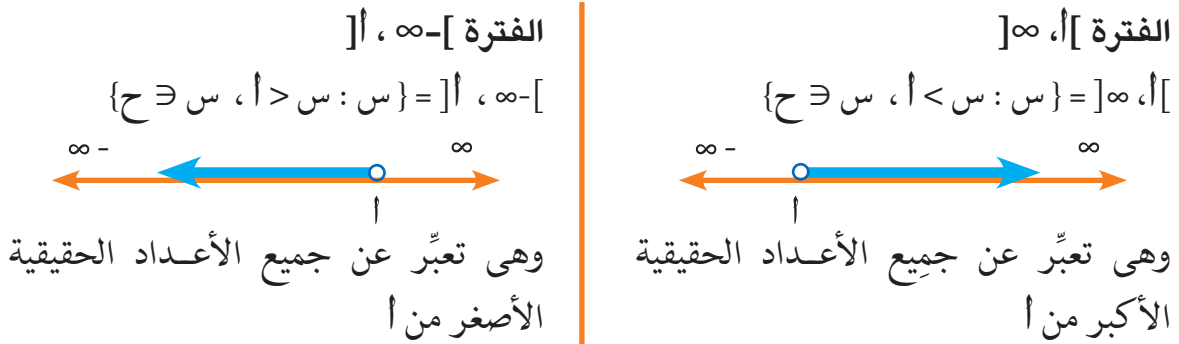 الفترة ]أ، ∞[
]أ، ∞[ = {س : س > أ ، س ∈ ح}
- ∞
∞
أ
وهى تعبِّر عن جمِيع الأعـداد الحقيقية
الأكبر من أ
الفترة ]-∞ ، أ[
]-∞ ، أ[ = {س : س < أ ، س ∈ ح}
- ∞
∞
أ
وهى تعبِّر عن جميع الأعـداد الحقيقية
الأصغر من أ